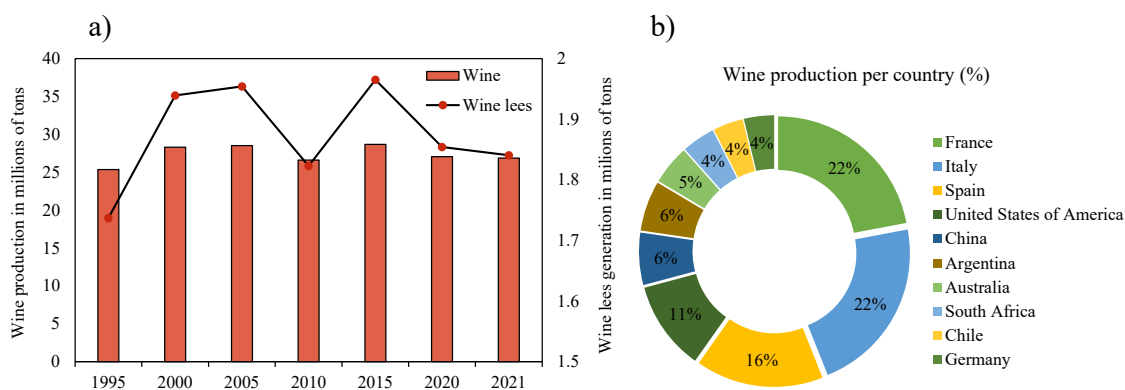 a)
Wine production in millions of tons
40
35
30
25
20
15
10
5
0
Wine
Wine lees
1995 2000 2005 2010 2015 2020 2021
2
1.9
1.8
1.7
1.6
1.5
Wine lees generation in millions of tons
b)
Wine production per country (%)
22%
22%
16%
11%
6%
6%
5%
4%
4%
4%
France
Italy
Spain
United States of America
China
Argentina
Australia
South Africa
Chile
Germany